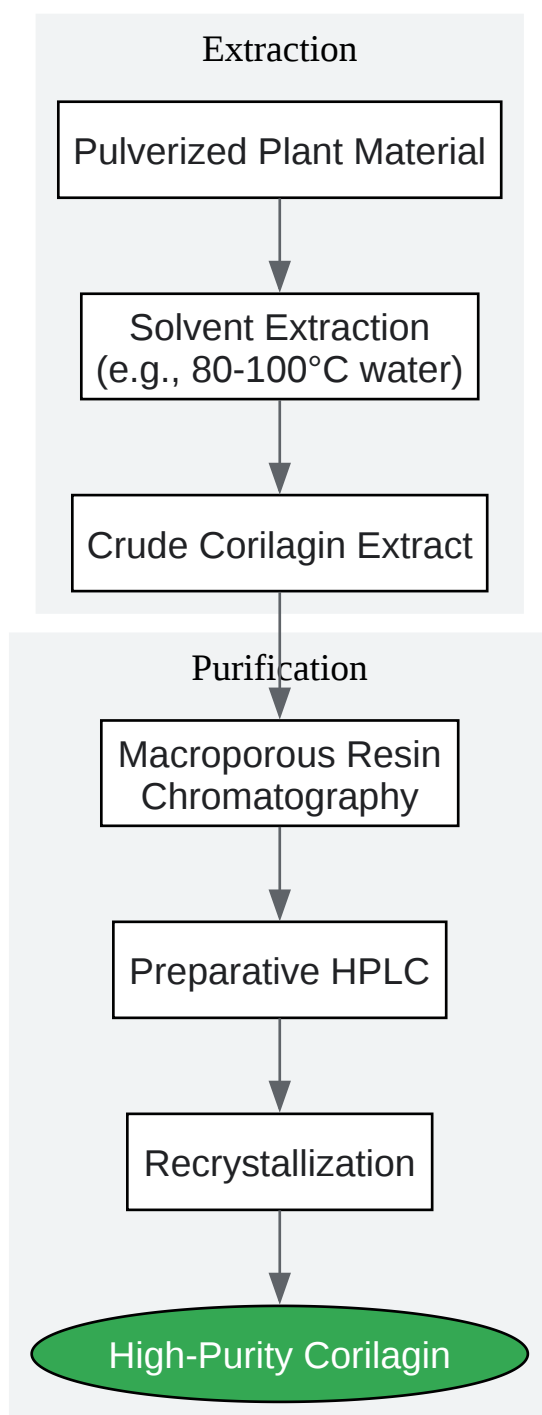 Extraction
Pulverized Plant Material
Solvent Extraction
(e.g., 80-100°C water)
Crude Corilagin Extract
Purification
Macroporous Resin
Chromatography
Preparative HPLC
Recrystallization
High-Purity Corilagin